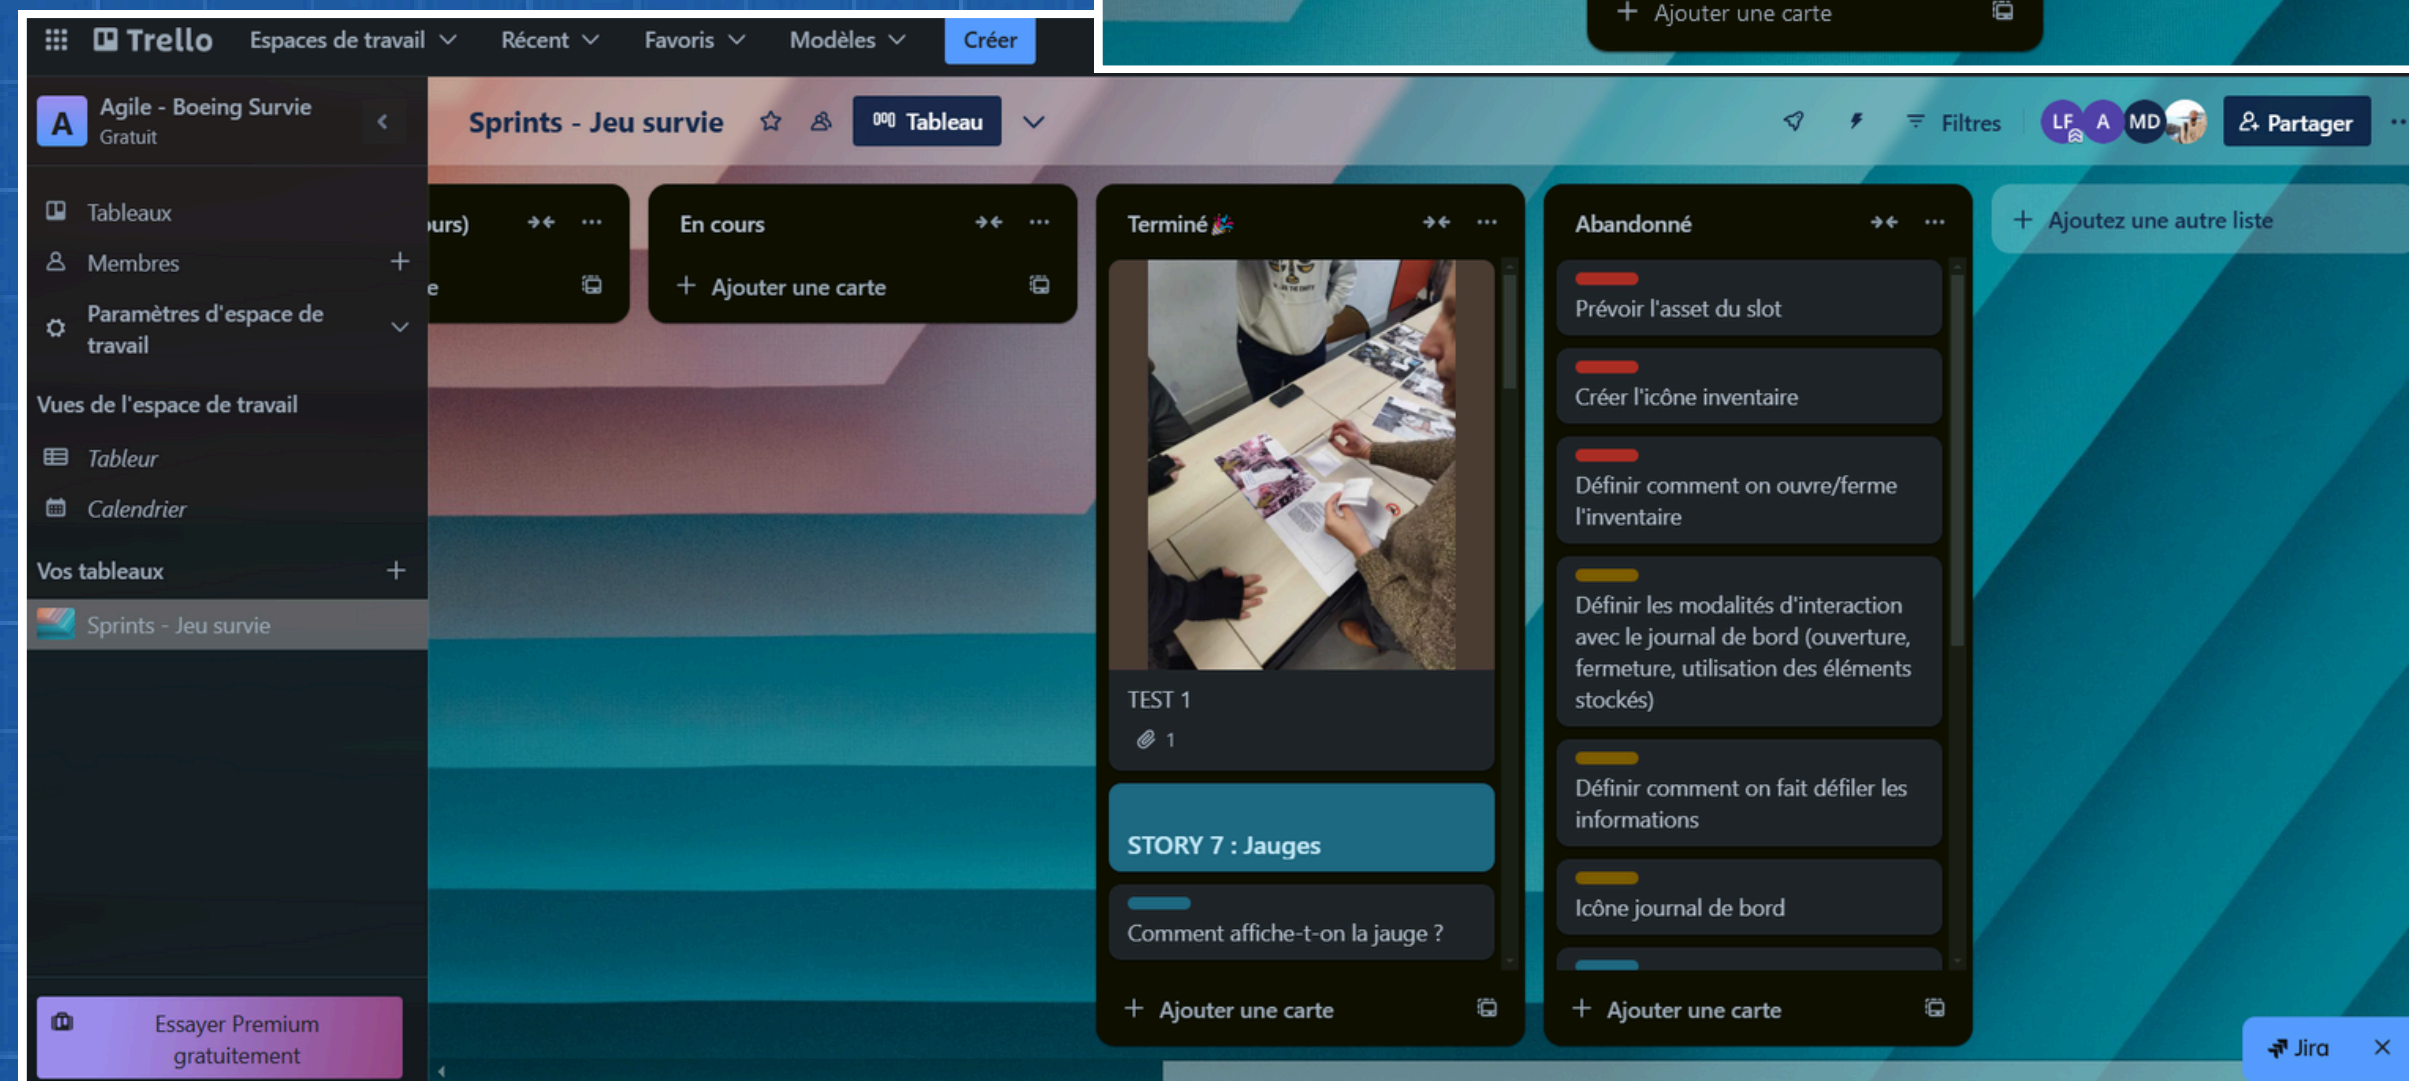 + Ajouter une carte
Trello
Espaces de travail
Récent
Favoris
Modèles
Créer
A
Agile - Boeing Survie
Gratuit
Sprints - Jeu survie
Tableau
Filtres
LF
A
MD
Partager
Tableaux
Membres
Paramètres d'espace de
travail
Vues de l'espace de travail
Tableur
Calendrier
Vos tableaux
Sprints - Jeu survie
Essayer Premium
gratuitement
urs)
e
En cours
+ Ajouter une carte
Terminé
TEST 1
1
STORY 7 : Jauges
Comment affiche-t-on la jauge ?
+ Ajouter une carte
Abandonné
Prévoir l'asset du slot
Créer l'icône inventaire
Définir comment on ouvre/ferme
l'inventaire
Définir les modalités d'interaction
avec le journal de bord (ouverture,
fermeture, utilisation des éléments
stockés)
Définir comment on fait défiler les
informations
Icône journal de bord
+ Ajouter une carte
+ Ajoutez une autre liste
Jira